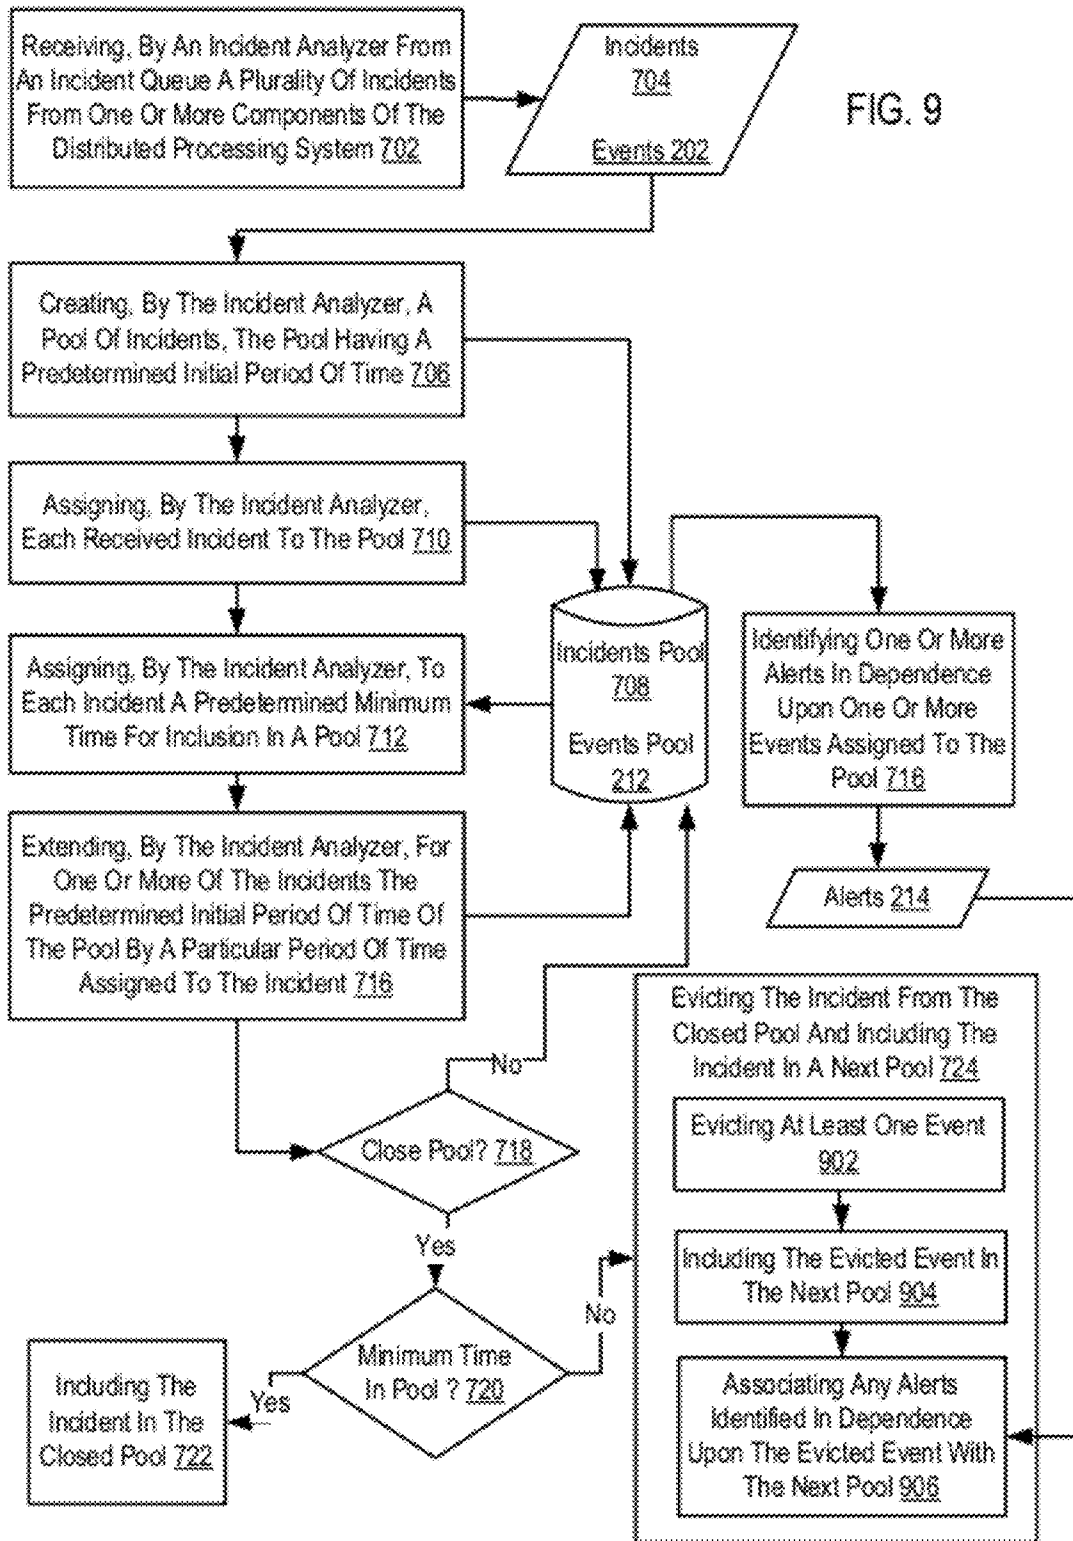 Receiving, By An Incident Analyzer From
An Incident Queue A Plurality Of Incidents
From One Or More Components Of The
Distributed Processing System 702
Incidents
704
Events 202
FIG. 9
Creating, By The Incident Analyzer, A
Pool Of Incidents, The Pool Having A
Predetermined Initial Period Of Time 706
Assigning, By The Incident Analyzer,
Each Received Incident To The Pool 710
Assigning, By The Incident Analyzer, To
Each Incident A Predetermined Minimum
Time For Inclusion In A Pool 712
Incidents Pool
708
Events Pool
212
Identifying One Or More
Alerts In Dependence
Upon One Or More
Events Assigned To The
Pool 716
Extending, By The Incident Analyzer, For
One Or More Of The Incidents The
Predetermined Initial Period Of Time Of
The Pool By A Particular Period Of Time
Assigned To The Incident 716
Alerts 214
No
Close Pool? 718
Yes
Minimum Time
In Pool ? 720
No
Yes
Including The
Incident In The
Closed Pool 722
Evicting The Incident From The
Closed Pool And Including The
Incident In A Next Pool 724
Evicting At Least One Event
902
Including The Evicted Event In
The Next Pool 904
Associating Any Alerts
Identified In Dependence
Upon The Evicted Event With
The Next Pool 906